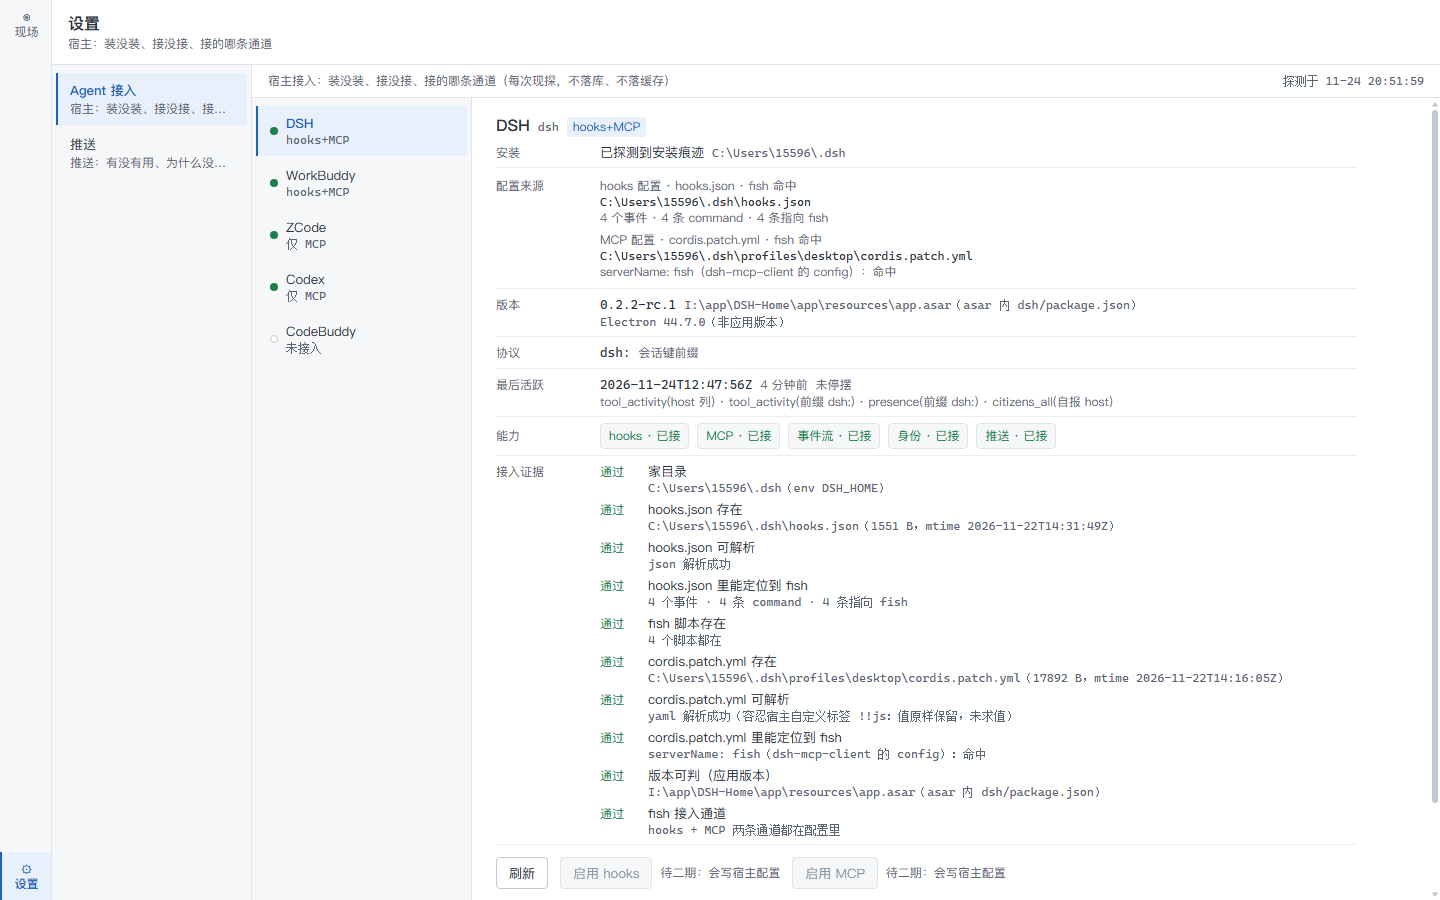 现场
设置
宿主：装没装、接没接、接的哪条通道
Agent 接入
宿主：装没装、接没接、接...
推送
推送：有没有用、为什么没...
设置
宿主接入：装没装、接没接、接的哪条通道（每次现探，不落库、不落缓存）
探测于 11-24 20:51:59
DSH
hooks+MCP
WorkBuddy
hooks+MCP
ZCode
仅 MCP
Codex
仅 MCP
CodeBuddy
未接入
DSH dsh hooks+MCP
安装 已探测到安装痕迹 C:\Users\15596\.dsh
配置来源 hooks 配置 · hooks.json · fish 命中
C:\Users\15596\.dsh\hooks.json
4 个事件 · 4 条 command · 4 条指向 fish
MCP 配置 · cordis.patch.yml · fish 命中
C:\Users\15596\.dsh\profiles\desktop\cordis.patch.yml
serverName: fish（dsh-mcp-client 的 config）：命中
版本 0.2.2-rc.1 I:\app\DSH-Home\app\resources\app.asar（asar 内 dsh/package.json）
Electron 44.7.0（非应用版本）
协议 dsh: 会话键前缀
最后活跃 2026-11-24T12:47:56Z 4 分钟前 未停摆
tool_activity(host 列) · tool_activity(前缀 dsh:) · presence(前缀 dsh:) · citizens_all(自报 host)
能力 hooks · 已接 MCP · 已接 事件流 · 已接 身份 · 已接 推送 · 已接
接入证据 通过 家目录
C:\Users\15596\.dsh（env DSH_HOME）
通过 hooks.json 存在
C:\Users\15596\.dsh\hooks.json（1551 B，mtime 2026-11-22T14:31:49Z）
通过 hooks.json 可解析
json 解析成功
通过 hooks.json 里能定位到 fish
4 个事件 · 4 条 command · 4 条指向 fish
通过 fish 脚本存在
4 个脚本都在
通过 cordis.patch.yml 存在
C:\Users\15596\.dsh\profiles\desktop\cordis.patch.yml（17892 B，mtime 2026-11-22T14:16:05Z）
通过 cordis.patch.yml 可解析
yaml 解析成功（容忍宿主自定义标签 !!js：值原样保留，未求值）
通过 cordis.patch.yml 里能定位到 fish
serverName: fish（dsh-mcp-client 的 config）：命中
通过 版本可判（应用版本）
I:\app\DSH-Home\app\resources\app.asar（asar 内 dsh/package.json）
通过 fish 接入通道
hooks + MCP 两条通道都在配置里
刷新 启用 hooks 待二期：会写宿主配置 启用 MCP 待二期：会写宿主配置